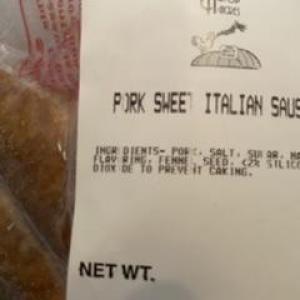 PORK SWEET ITALIAN SAUS
INGREDIENTS- PORK, SALT, SUGAR, NA
FLAVORING, FENNEL SEED, <2% SILICO
DIOXIDE TO PREVENT CAKING.
NET WT.